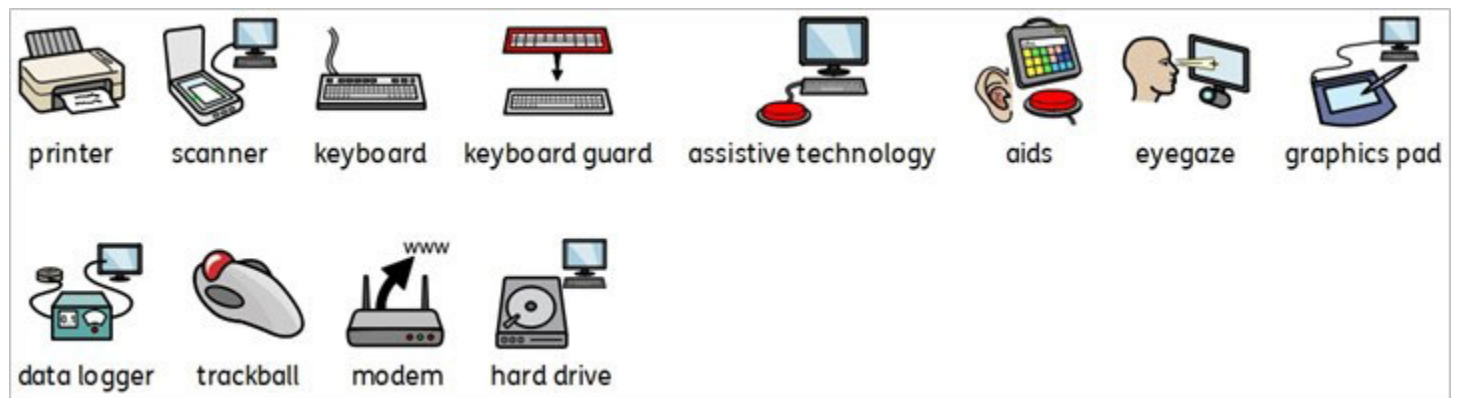 printer scanner keyboard keyboard guard assistive technology aids eyegaze graphics pad
www
data logger trackball modem hard drive